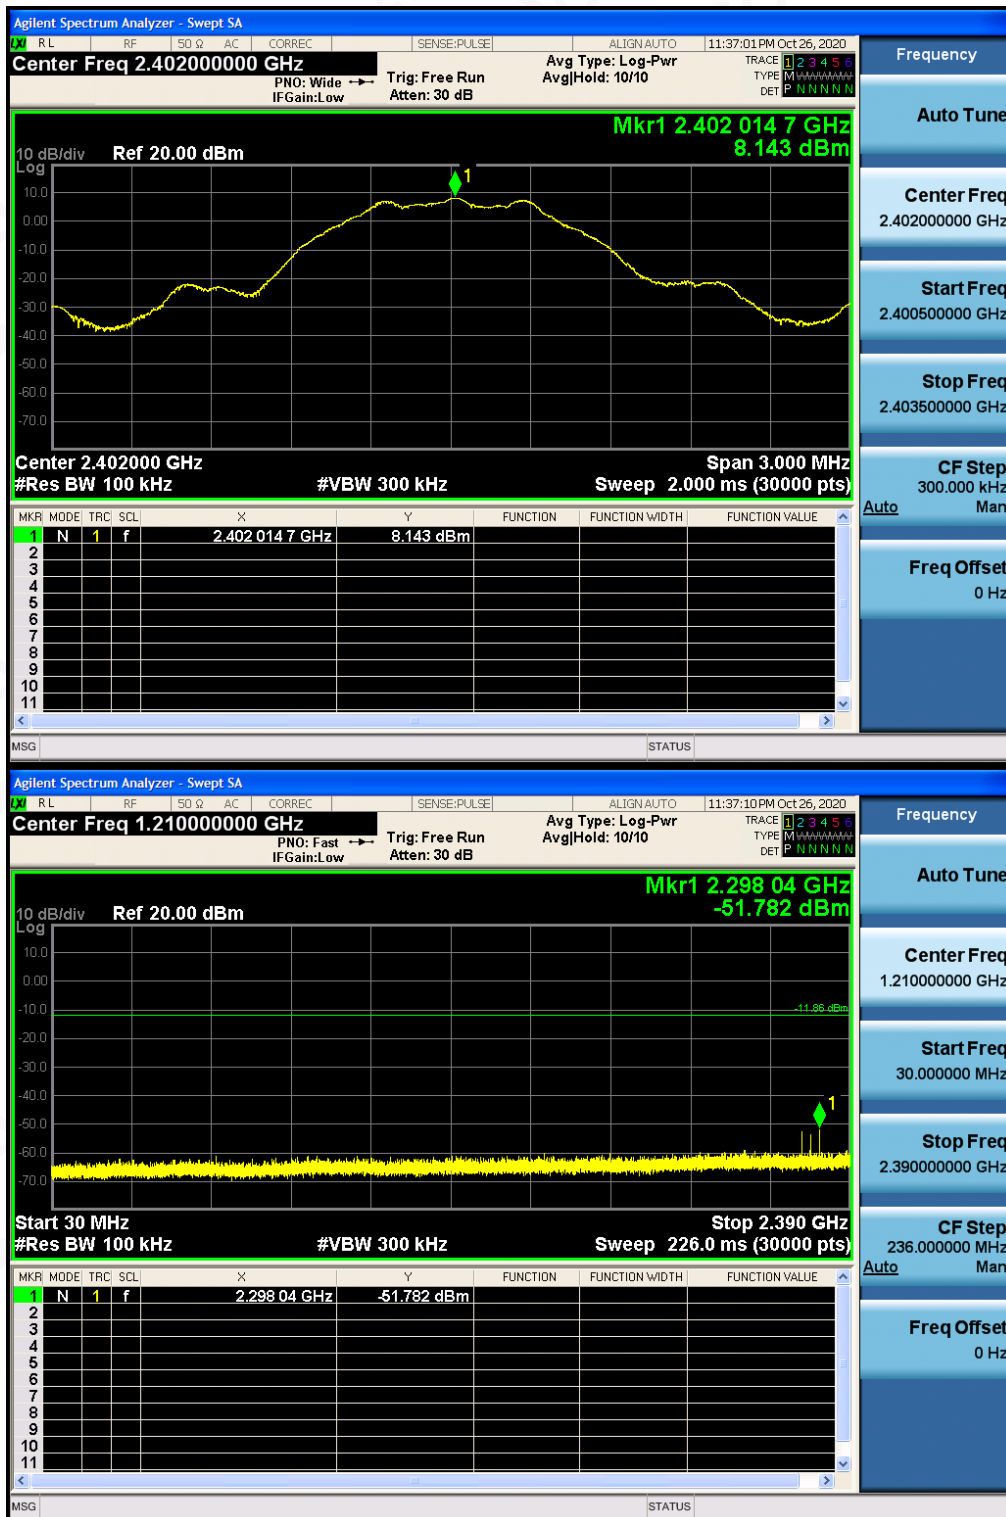 Agilent Spectrum Analyzer - Swept SA
LXI RL RF 50 Ω AC CORREC SENSE:PULSE ALIGN AUTO 11:37:01 PM Oct 26, 2020
Center Freq 2.402000000 GHz
PNO: Wide
IFGain:Low
Trig: Free Run
Atten: 30 dB
Avg Type: Log-Pwr
Avg|Hold: 10/10
TRACE 1 2 3 4 5 6
TYPE M WWWWW
DET P N N N N N
Mkr1 2.402 014 7 GHz
8.143 dBm
10 dB/div Ref 20.00 dBm
Log
1
10.0
0.00
-10.0
-20.0
-30.0
-40.0
-50.0
-60.0
-70.0
Center 2.402000 GHz Span 3.000 MHz
#Res BW 100 kHz #VBW 300 kHz Sweep 2.000 ms (30000 pts)
MKR MODE TRC SCL X Y FUNCTION FUNCTION WIDTH FUNCTION VALUE
1 N 1 f 2.402 014 7 GHz 8.143 dBm
2
3
4
5
6
7
8
9
10
11
MSG STATUS
Frequency
Auto Tune
Center Freq
2.402000000 GHz
Start Freq
2.400500000 GHz
Stop Freq
2.403500000 GHz
CF Step
300.000 kHz
Auto Man
Freq Offset
0 Hz
Agilent Spectrum Analyzer - Swept SA
LXI RL RF 50 Ω AC CORREC SENSE:PULSE ALIGN AUTO 11:37:10 PM Oct 26, 2020
Center Freq 1.210000000 GHz
PNO: Fast
IFGain:Low
Trig: Free Run
Atten: 30 dB
Avg Type: Log-Pwr
Avg|Hold: 10/10
TRACE 1 2 3 4 5 6
TYPE M WWWWW
DET P N N N N N
Mkr1 2.298 04 GHz
-51.782 dBm
10 dB/div Ref 20.00 dBm
Log
10.0
0.00
-10.0
-11.86 dBm
-20.0
-30.0
-40.0
1
-50.0
-60.0
-70.0
Start 30 MHz Stop 2.390 GHz
#Res BW 100 kHz #VBW 300 kHz Sweep 226.0 ms (30000 pts)
MKR MODE TRC SCL X Y FUNCTION FUNCTION WIDTH FUNCTION VALUE
1 N 1 f 2.298 04 GHz -51.782 dBm
2
3
4
5
6
7
8
9
10
11
MSG STATUS
Frequency
Auto Tune
Center Freq
1.210000000 GHz
Start Freq
30.000000 MHz
Stop Freq
2.390000000 GHz
CF Step
236.000000 MHz
Auto Man
Freq Offset
0 Hz